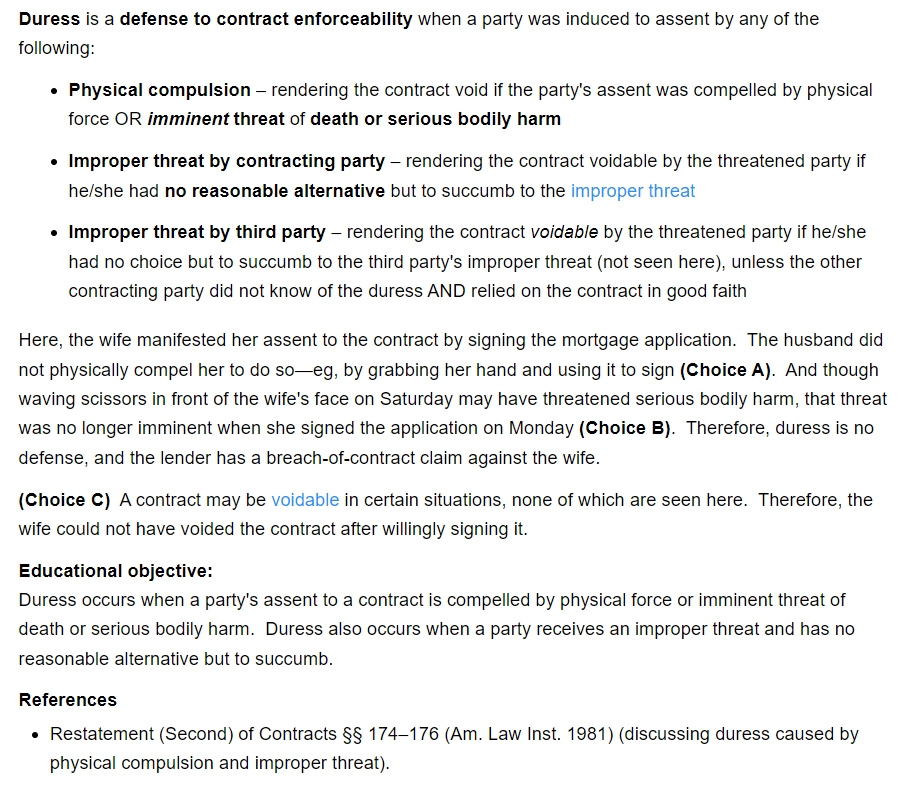 Duress is a defense to contract enforceability when a party was induced to assent by any of the
following:
• Physical compulsion – rendering the contract void if the party's assent was compelled by physical
force OR imminent threat of death or serious bodily harm
• Improper threat by contracting party – rendering the contract voidable by the threatened party if
he/she had no reasonable alternative but to succumb to the improper threat
• Improper threat by third party – rendering the contract voidable by the threatened party if he/she
had no choice but to succumb to the third party's improper threat (not seen here), unless the other
contracting party did not know of the duress AND relied on the contract in good faith
Here, the wife manifested her assent to the contract by signing the mortgage application.  The husband did
not physically compel her to do so—eg, by grabbing her hand and using it to sign (Choice A).  And though
waving scissors in front of the wife's face on Saturday may have threatened serious bodily harm, that threat
was no longer imminent when she signed the application on Monday (Choice B).  Therefore, duress is no
defense, and the lender has a breach-of-contract claim against the wife.
(Choice C)  A contract may be voidable in certain situations, none of which are seen here.  Therefore, the
wife could not have voided the contract after willingly signing it.
Educational objective:
Duress occurs when a party's assent to a contract is compelled by physical force or imminent threat of
death or serious bodily harm.  Duress also occurs when a party receives an improper threat and has no
reasonable alternative but to succumb.
References
• Restatement (Second) of Contracts §§ 174–176 (Am. Law Inst. 1981) (discussing duress caused by
physical compulsion and improper threat).